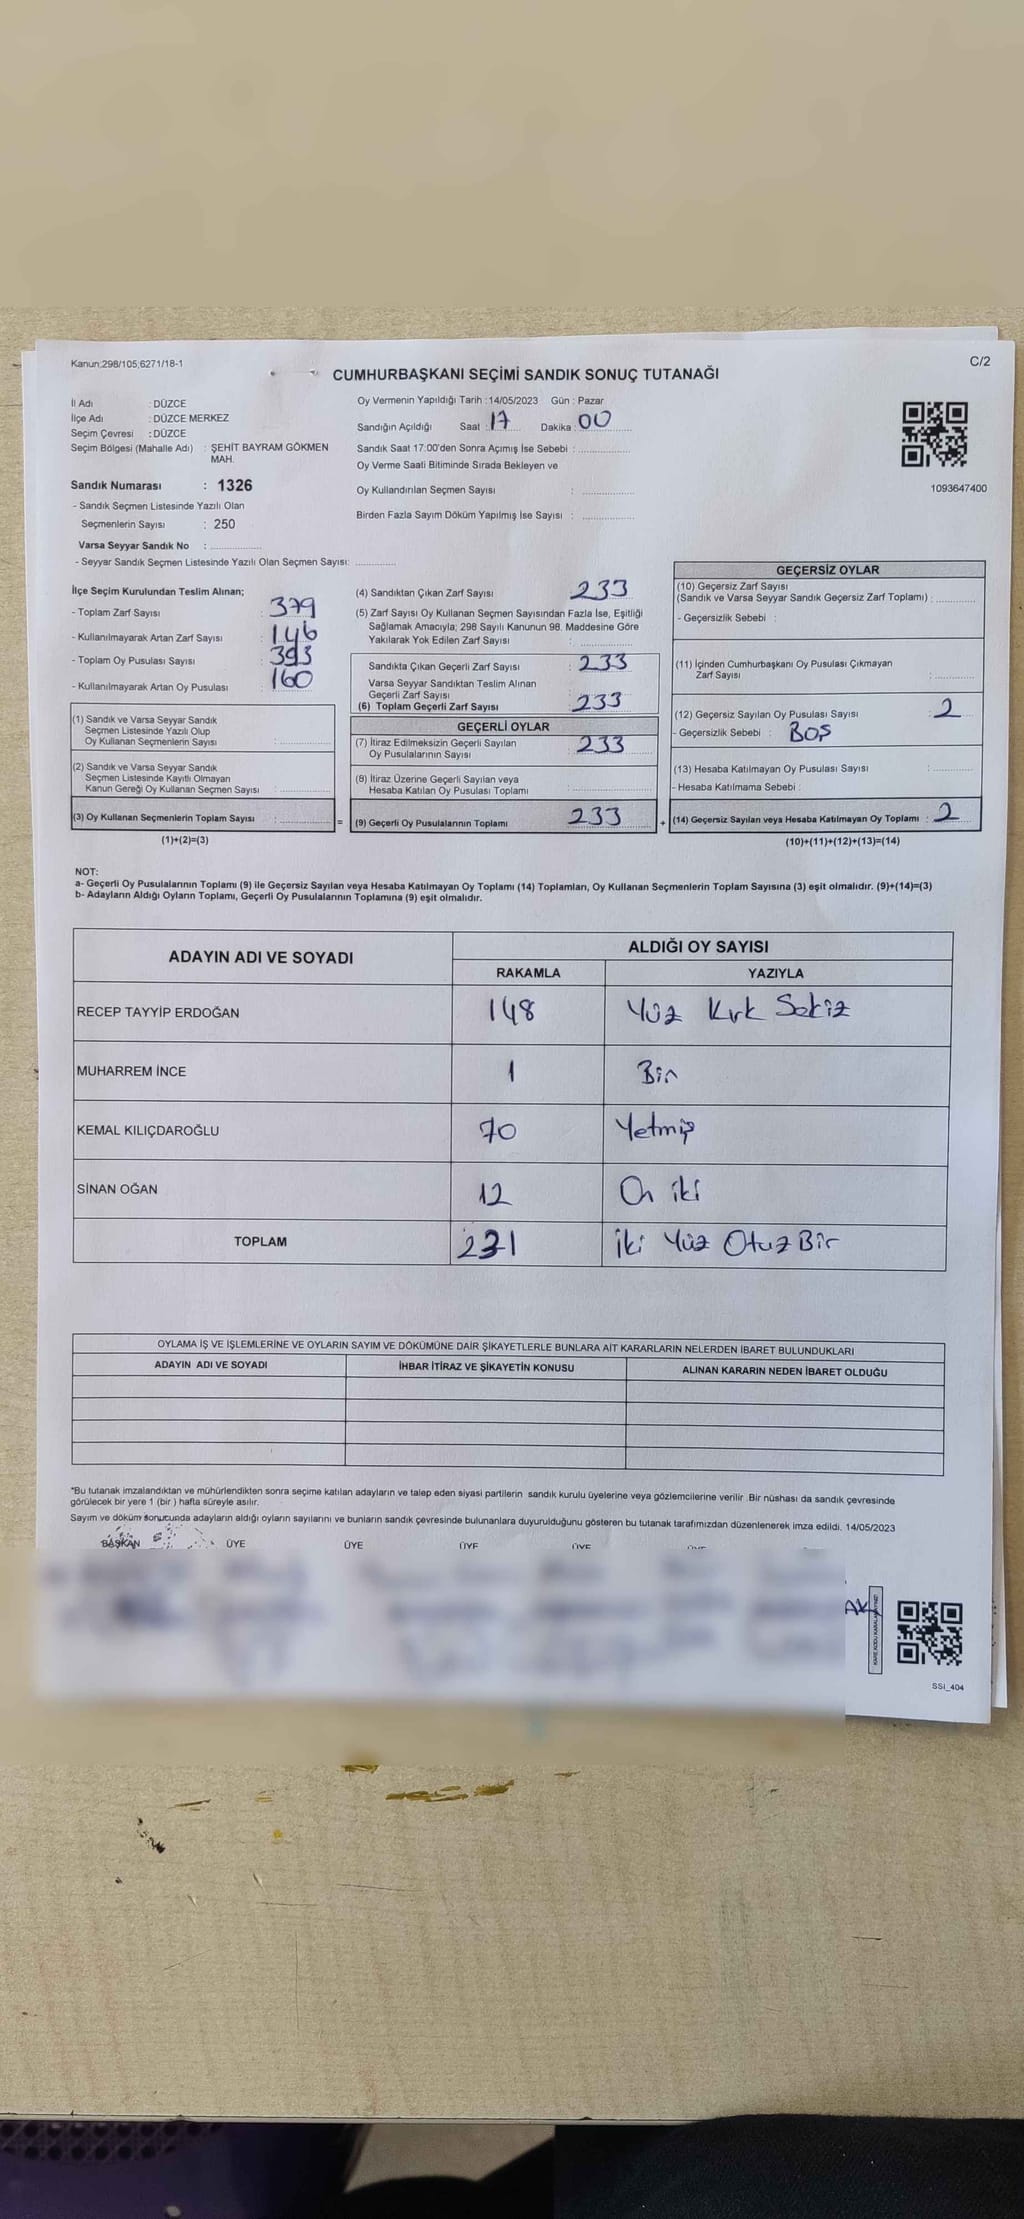 Kanun;298/105,6271/18-1
C/2
CUMHURBAŞKANI SEÇİMİ SANDIK SONUÇ TUTANAĞI
İl Adı : DÜZCE
İlçe Adı : DÜZCE MERKEZ
Seçim Çevresi : DÜZCE
Seçim Bölgesi (Mahalle Adı) : ŞEHİT BAYRAM GÖKMEN
MAH.
Sandık Numarası : 1326
- Sandık Seçmen Listesinde Yazılı Olan
Seçmenlerin Sayısı : 250
Varsa Seyyar Sandık No :
- Seyyar Sandık Seçmen Listesinde Yazılı Olan Seçmen Sayısı:
Oy Vermenin Yapıldığı Tarih :14/05/2023 Gün : Pazar
Sandığın Açıldığı Saat : 17 Dakika : 00
Sandık Saat 17:00'den Sonra Açımış İse Sebebi :
Oy Verme Saati Bitiminde Sırada Bekleyen ve
Oy Kullandırılan Seçmen Sayısı :
Birden Fazla Sayım Döküm Yapılmış İse Sayısı :
1093647400
İlçe Seçim Kurulundan Teslim Alınan;
- Toplam Zarf Sayısı : 379
- Kullanılmayarak Artan Zarf Sayısı : 146
- Toplam Oy Pusulası Sayısı : 393
- Kullanılmayarak Artan Oy Pusulası : 160
(1) Sandık ve Varsa Seyyar Sandık
Seçmen Listesinde Yazılı Olup
Oy Kullanan Seçmenlerin Sayısı :
(2) Sandık ve Varsa Seyyar Sandık
Seçmen Listesinde Kayıtlı Olmayan
Kanun Gereği Oy Kullanan Seçmen Sayısı :
(3) Oy Kullanan Seçmenlerin Toplam Sayısı :
(1)+(2)=(3)
=
(4) Sandıktan Çıkan Zarf Sayısı : 233
(5) Zarf Sayısı Oy Kullanan Seçmen Sayısından Fazla İse, Eşitliği
Sağlamak Amacıyla; 298 Sayılı Kanunun 98. Maddesine Göre
Yakılarak Yok Edilen Zarf Sayısı :
Sandıkta Çıkan Geçerli Zarf Sayısı : 233
Varsa Seyyar Sandıktan Teslim Alınan
Geçerli Zarf Sayısı :
(6) Toplam Geçerli Zarf Sayısı : 233
GEÇERLİ OYLAR
(7) İtiraz Edilmeksizin Geçerli Sayılan
Oy Pusulalarının Sayısı : 233
(8) İtiraz Üzerine Geçerli Sayılan veya
Hesaba Katılan Oy Pusulası Toplamı :
(9) Geçerli Oy Pusulalarının Toplamı : 233
+
GEÇERSİZ OYLAR
(10) Geçersiz Zarf Sayısı
(Sandık ve Varsa Seyyar Sandık Geçersiz Zarf Toplamı) :
- Geçersizlik Sebebi :
(11) İçinden Cumhurbaşkanı Oy Pusulası Çıkmayan
Zarf Sayısı :
(12) Geçersiz Sayılan Oy Pusulası Sayısı : 2
- Geçersizlik Sebebi : BOŞ
(13) Hesaba Katılmayan Oy Pusulası Sayısı :
- Hesaba Katılmama Sebebi :
(14) Geçersiz Sayılan veya Hesaba Katılmayan Oy Toplamı : 2
(10)+(11)+(12)+(13)=(14)
NOT:
a- Geçerli Oy Pusulalarının Toplamı (9) ile Geçersiz Sayılan veya Hesaba Katılmayan Oy Toplamı (14) Toplamları, Oy Kullanan Seçmenlerin Toplam Sayısına (3) eşit olmalıdır. (9)+(14)=(3)
b- Adayların Aldığı Oyların Toplamı, Geçerli Oy Pusulalarının Toplamına (9) eşit olmalıdır.
ADAYIN ADI VE SOYADI
ALDIĞI OY SAYISI
RAKAMLA YAZIYLA
RECEP TAYYİP ERDOĞAN 148 Yüz Kırk Sekiz
MUHARREM İNCE 1 Bir
KEMAL KILIÇDAROĞLU 70 Yetmiş
SİNAN OĞAN 12 On iki
TOPLAM 231 İki Yüz Otuz Bir
OYLAMA İŞ VE İŞLEMLERİNE VE OYLARIN SAYIM VE DÖKÜMÜNE DAİR ŞİKAYETLERLE BUNLARA AİT KARARLARIN NELERDEN İBARET BULUNDUKLARI
ADAYIN ADI VE SOYADI İHBAR İTİRAZ VE ŞİKAYETİN KONUSU ALINAN KARARIN NEDEN İBARET OLDUĞU
*Bu tutanak imzalandıktan ve mühürlendikten sonra seçime katılan adayların ve talep eden siyasi partilerin sandık kurulu üyelerine veya gözlemcilerine verilir .Bir nüshası da sandık çevresinde
görülecek bir yere 1 (bir ) hafta süreyle asılır.
Sayım ve döküm sonucunda adayların aldığı oyların sayılarını ve bunların sandık çevresinde bulunanlara duyurulduğunu gösteren bu tutanak tarafımızdan düzenlenerek imza edildi. 14/05/2023
BAŞKAN ÜYE ÜYE ÜYE ÜYE
SSI_404